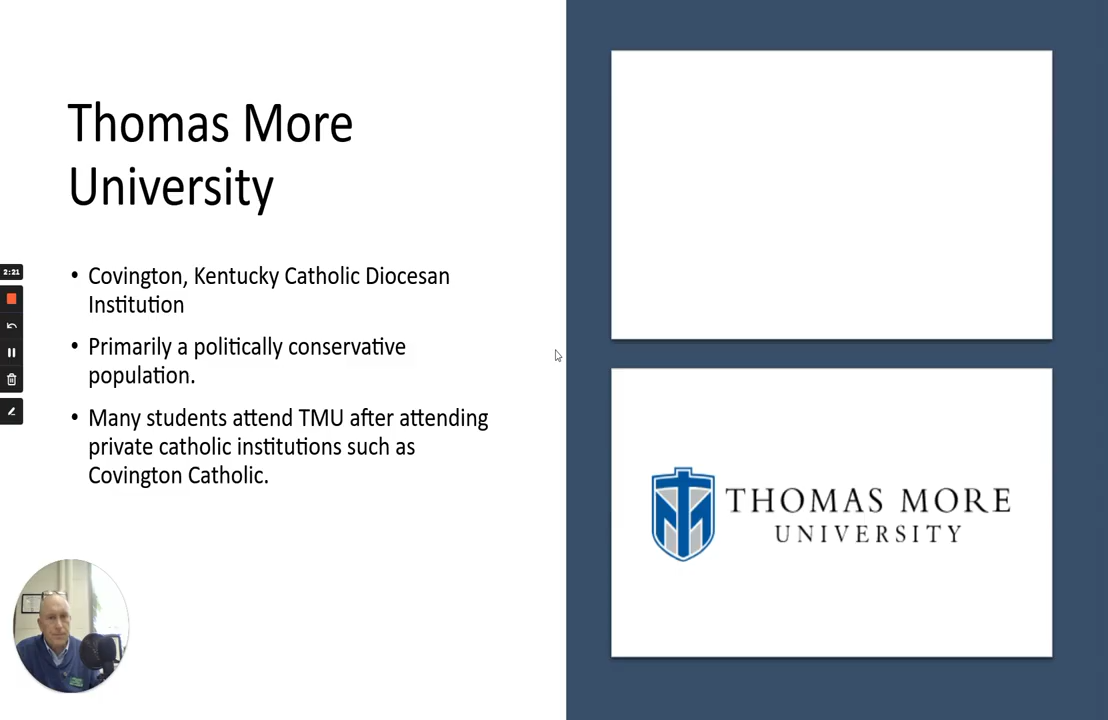 Thomas More
University
• Covington, Kentucky Catholic Diocesan
Institution
• Primarily a politically conservative
population.
• Many students attend TMU after attending
private catholic institutions such as
Covington Catholic.
2:21
THOMAS MORE
UNIVERSITY